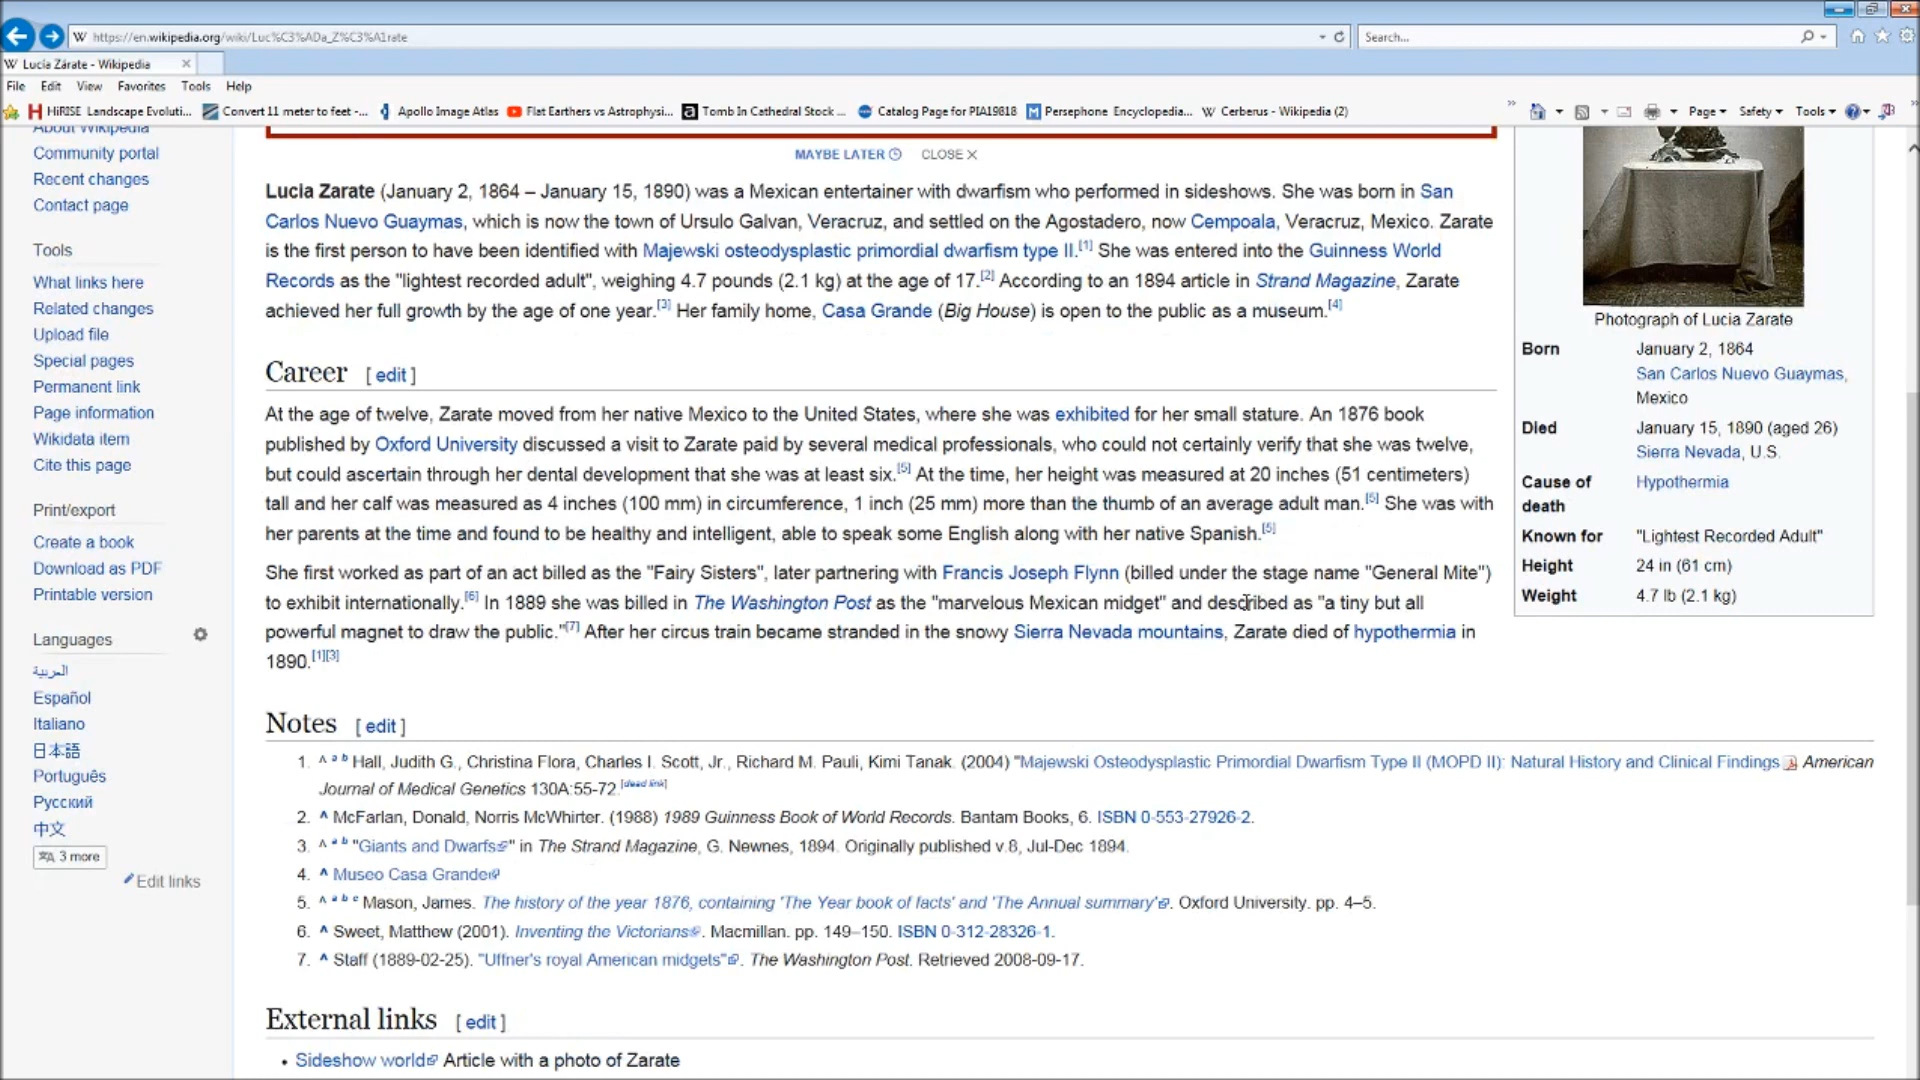 https://en.wikipedia.org/wiki/Luc%C3%ADa_Z%C3%A1rate
Search...
Lucía Zárate - Wikipedia
File Edit View Favorites Tools Help
HiRISE Landscape Evoluti... Convert 11 meter to feet -... Apollo Image Atlas Flat Earthers vs Astrophysi... Tomb In Cathedral Stock ... Catalog Page for PIA19818 Persephone Encyclopedia... Cerberus - Wikipedia (2) Page Safety Tools
About Wikipedia
Community portal
Recent changes
Contact page
Tools
What links here
Related changes
Upload file
Special pages
Permanent link
Page information
Wikidata item
Cite this page
Print/export
Create a book
Download as PDF
Printable version
Languages
العربية
Español
Italiano
日本語
Português
Русский
中文
3 more
Edit links
MAYBE LATER CLOSE X
Lucia Zarate (January 2, 1864 – January 15, 1890) was a Mexican entertainer with dwarfism who performed in sideshows. She was born in San
Carlos Nuevo Guaymas, which is now the town of Ursulo Galvan, Veracruz, and settled on the Agostadero, now Cempoala, Veracruz, Mexico. Zarate
is the first person to have been identified with Majewski osteodysplastic primordial dwarfism type II.[1] She was entered into the Guinness World
Records as the "lightest recorded adult", weighing 4.7 pounds (2.1 kg) at the age of 17.[2] According to an 1894 article in Strand Magazine, Zarate
achieved her full growth by the age of one year.[3] Her family home, Casa Grande (Big House) is open to the public as a museum.[4]
Career [ edit ]
At the age of twelve, Zarate moved from her native Mexico to the United States, where she was exhibited for her small stature. An 1876 book
published by Oxford University discussed a visit to Zarate paid by several medical professionals, who could not certainly verify that she was twelve,
but could ascertain through her dental development that she was at least six.[5] At the time, her height was measured at 20 inches (51 centimeters)
tall and her calf was measured as 4 inches (100 mm) in circumference, 1 inch (25 mm) more than the thumb of an average adult man.[5] She was with
her parents at the time and found to be healthy and intelligent, able to speak some English along with her native Spanish.[5]
She first worked as part of an act billed as the "Fairy Sisters", later partnering with Francis Joseph Flynn (billed under the stage name "General Mite")
to exhibit internationally.[6] In 1889 she was billed in The Washington Post as the "marvelous Mexican midget" and described as "a tiny but all
powerful magnet to draw the public."[7] After her circus train became stranded in the snowy Sierra Nevada mountains, Zarate died of hypothermia in
1890.[1][3]
Photograph of Lucia Zarate
Born January 2, 1864
San Carlos Nuevo Guaymas,
Mexico
Died January 15, 1890 (aged 26)
Sierra Nevada, U.S.
Cause of Hypothermia
death
Known for "Lightest Recorded Adult"
Height 24 in (61 cm)
Weight 4.7 lb (2.1 kg)
Notes [ edit ]
1. ^ a b Hall, Judith G., Christina Flora, Charles I. Scott, Jr., Richard M. Pauli, Kimi Tanak. (2004) "Majewski Osteodysplastic Primordial Dwarfism Type II (MOPD II): Natural History and Clinical Findings American
Journal of Medical Genetics 130A:55-72.[dead link]
2. ^ McFarlan, Donald, Norris McWhirter. (1988) 1989 Guinness Book of World Records. Bantam Books, 6. ISBN 0-553-27926-2.
3. ^ a b "Giants and Dwarfs" in The Strand Magazine, G. Newnes, 1894. Originally published v.8, Jul-Dec 1894.
4. ^ Museo Casa Grande
5. ^ a b c Mason, James. The history of the year 1876, containing 'The Year book of facts' and 'The Annual summary'. Oxford University. pp. 4–5.
6. ^ Sweet, Matthew (2001). Inventing the Victorians. Macmillan. pp. 149–150. ISBN 0-312-28326-1.
7. ^ Staff (1889-02-25). "Uffner's royal American midgets". The Washington Post. Retrieved 2008-09-17.
External links [ edit ]
• Sideshow world Article with a photo of Zarate